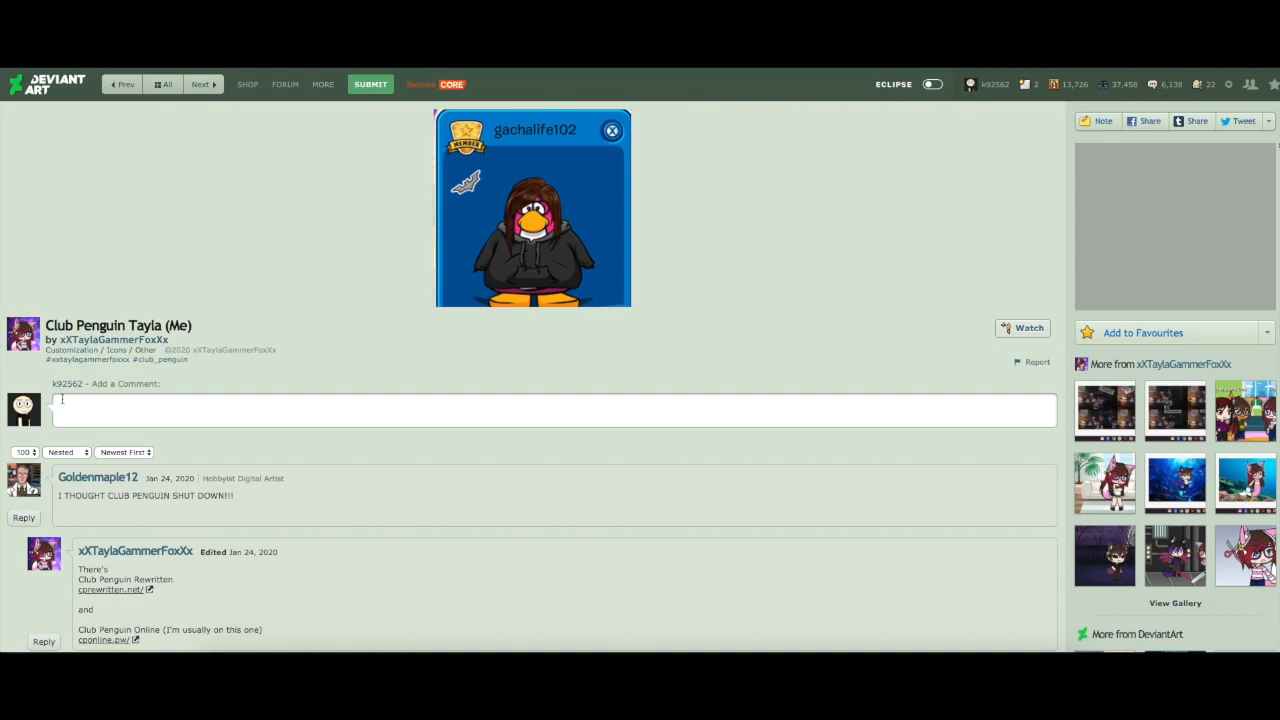 DEVIANT ART Prev All Next SHOP FORUM MORE SUBMIT Become CORE ECLIPSE k92562 2 13,726 37,458 6,138 22
gachalife102
MEMBER
Note Share Share Tweet
Club Penguin Tayla (Me)
by xXTaylaGammerFoxXx
Customization / Icons / Other ©2020 xXTaylaGammerFoxXx
#xxtaylagammerfoxxx #club_penguin
Watch
Report
k92562 - Add a Comment:
100 Nested Newest First
Goldenmaple12 Jan 24, 2020 Hobbyist Digital Artist
I THOUGHT CLUB PENGUIN SHUT DOWN!!!
Reply
xXTaylaGammerFoxXx Edited Jan 24, 2020
There's
Club Penguin Rewritten
cprewritten.net/
and
Club Penguin Online (I'm usually on this one)
cponline.pw/
Reply
Add to Favourites
More from xXTaylaGammerFoxXx
View Gallery
More from DeviantArt